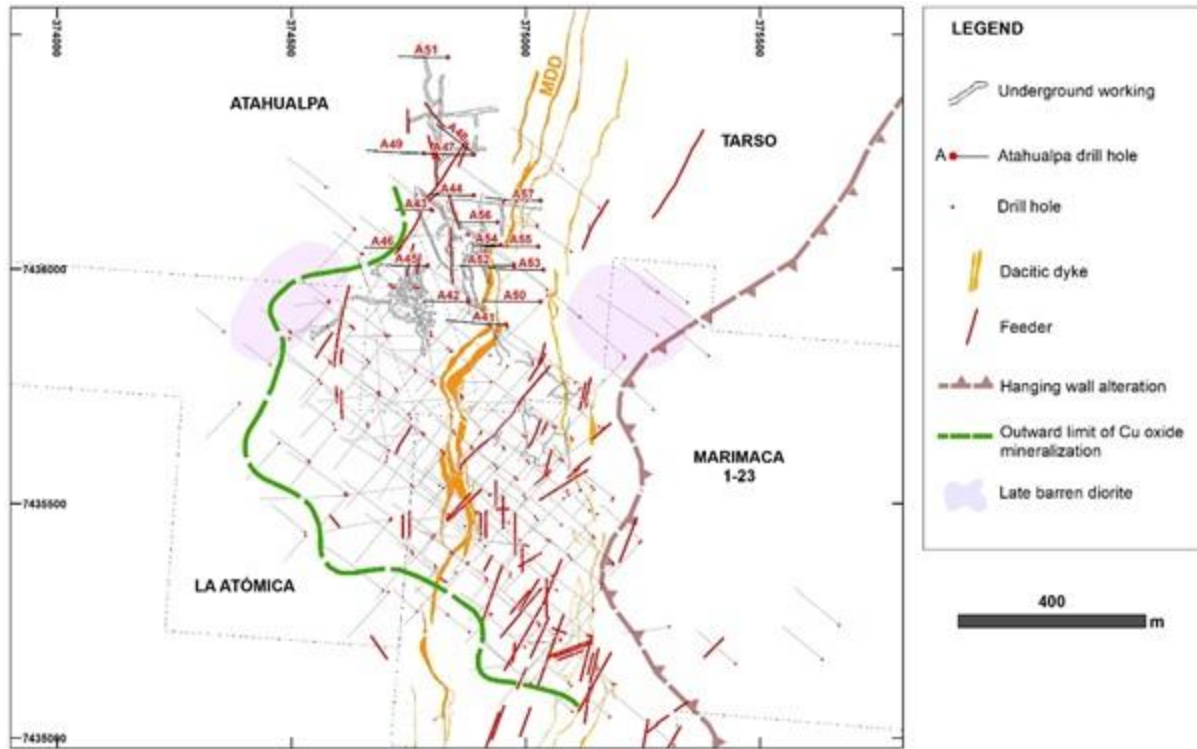 374000
374500
375000
375500
A51
ATAHUALPA
MDD
TARSO
A48
A49
A47
A44
A57
A43
A56
A46
A54
A55
A45
A52
A53
7436000
A42
A50
A41
MARIMACA
1-23
7435500
LA ATÓMICA
7435000
LEGEND
Underground working
A
Atahualpa drill hole
Drill hole
Dacitic dyke
Feeder
Hanging wall alteration
Outward limit of Cu oxide
mineralization
Late barren diorite
400
m